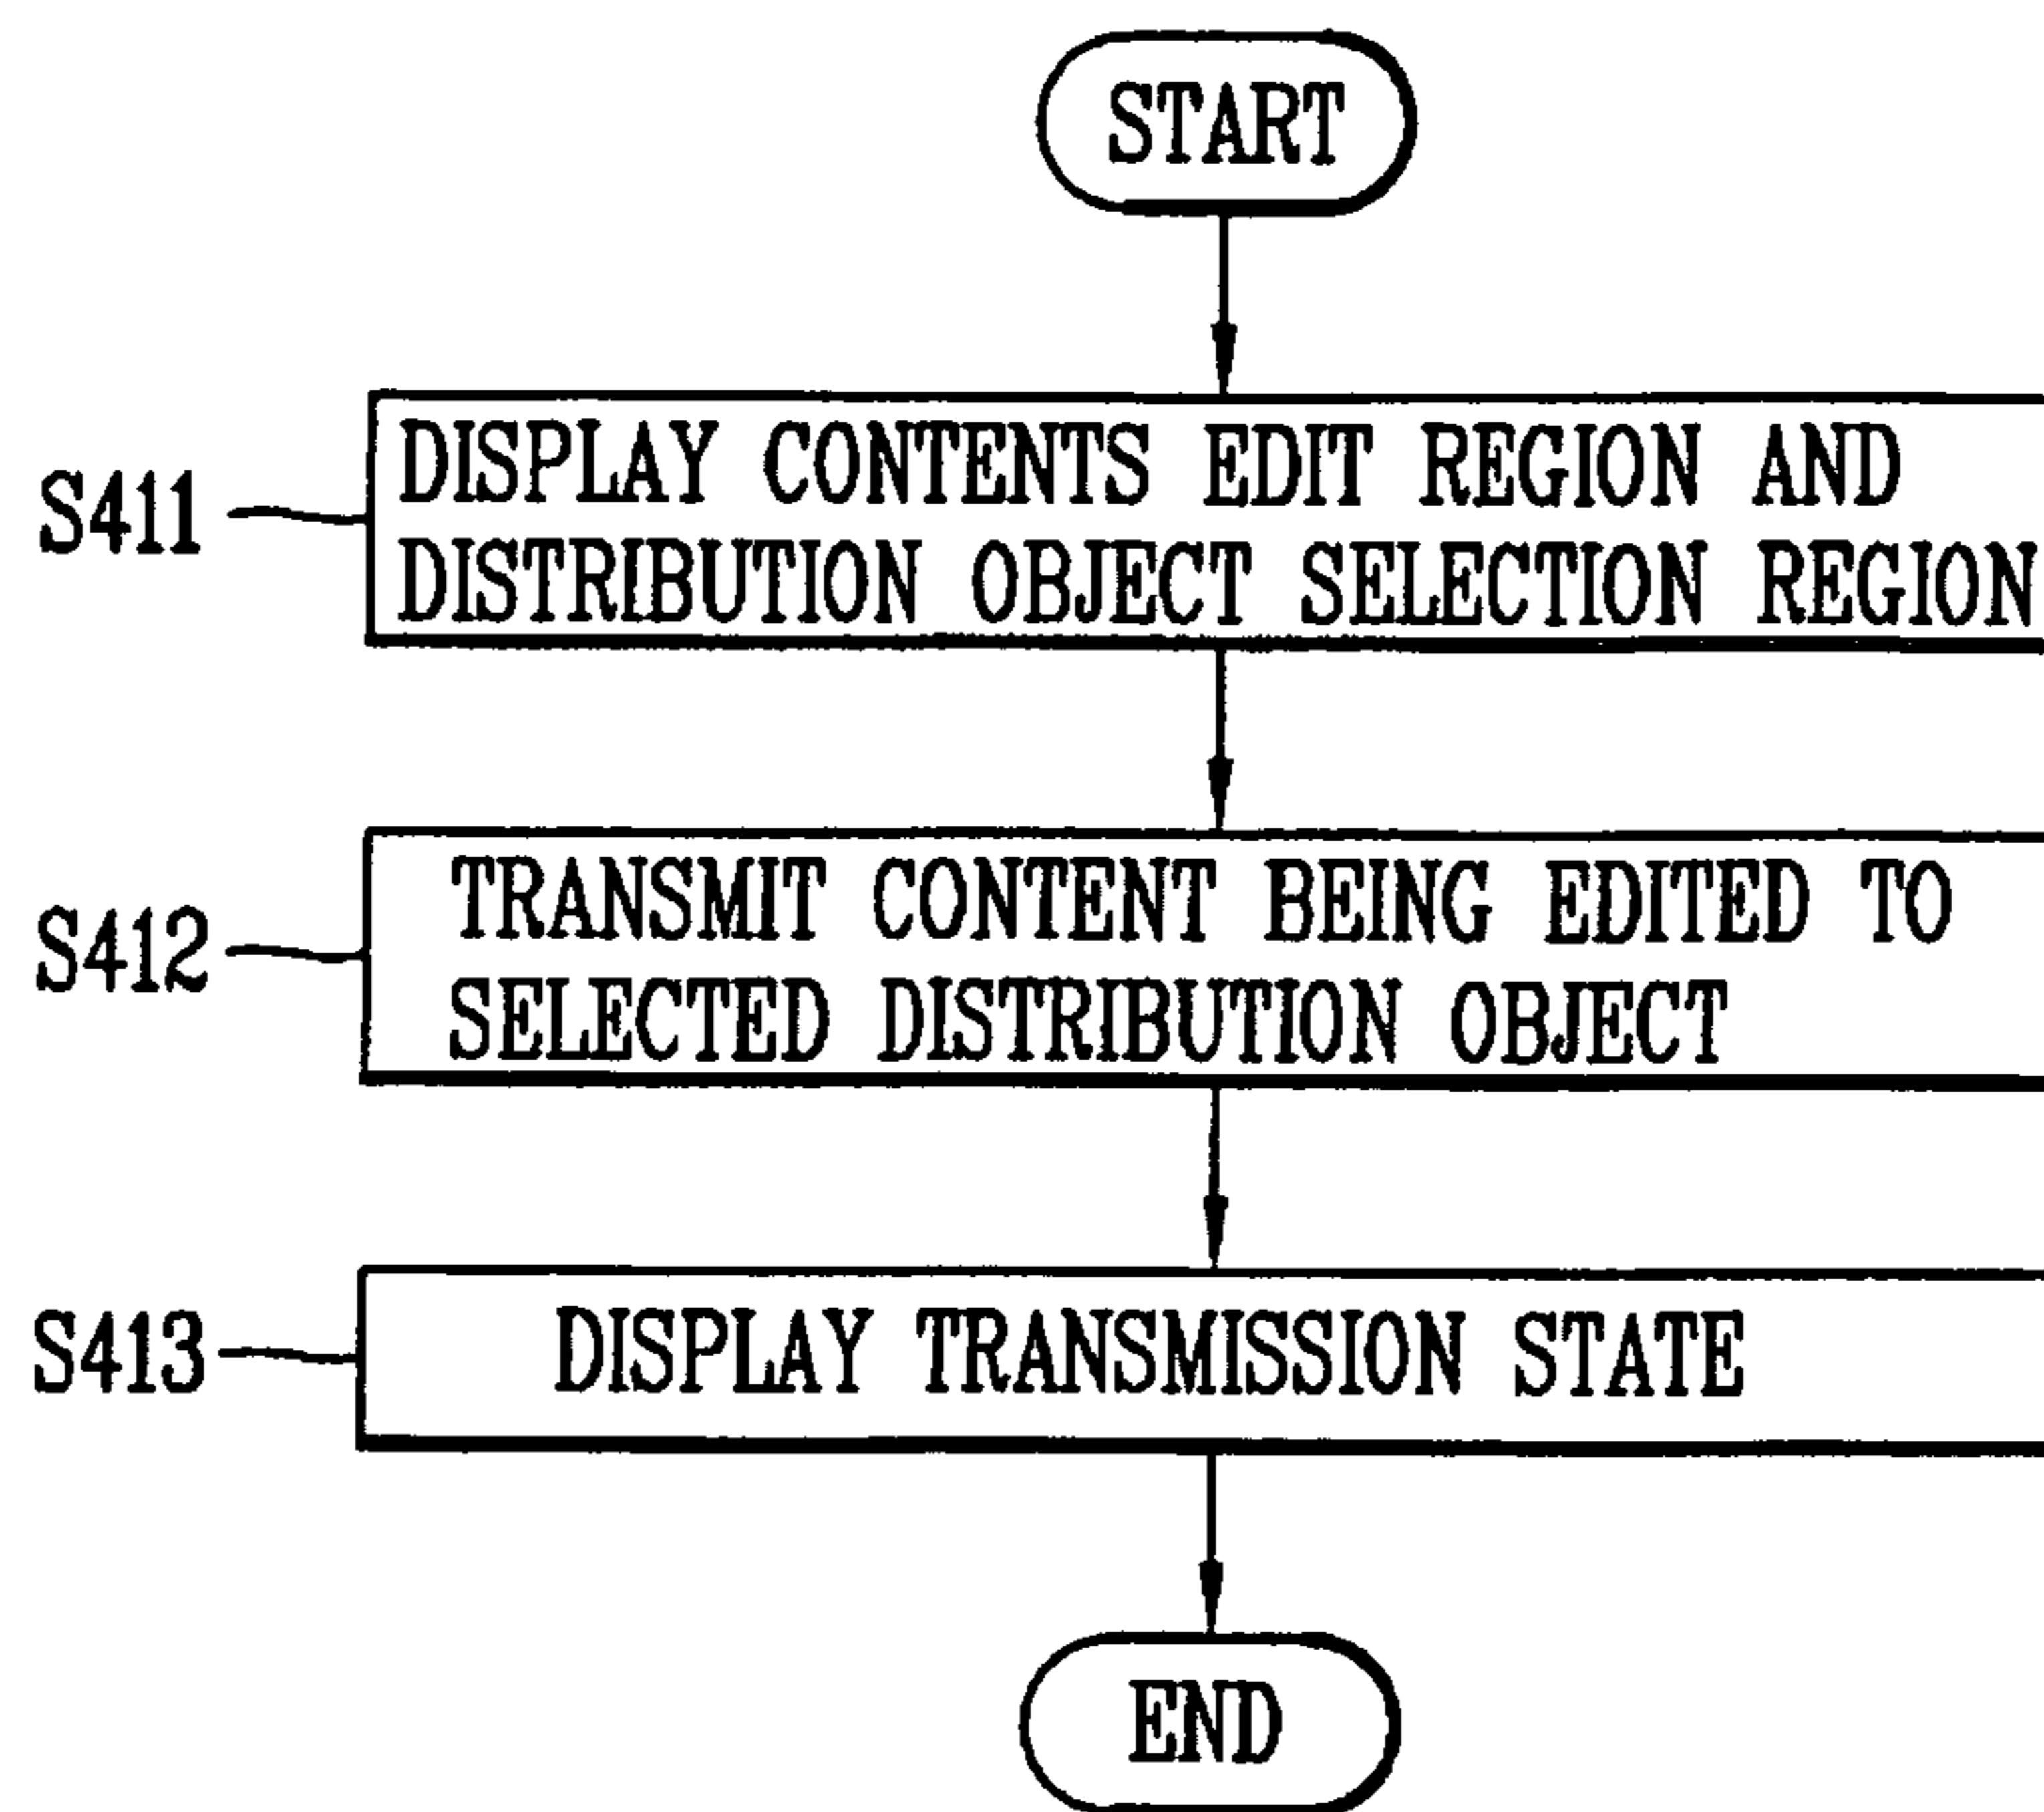 START
S411
DISPLAY CONTENTS EDIT REGION AND
DISTRIBUTION OBJECT SELECTION REGION
S412
TRANSMIT CONTENT BEING EDITED TO
SELECTED DISTRIBUTION OBJECT
S413
DISPLAY TRANSMISSION STATE
END